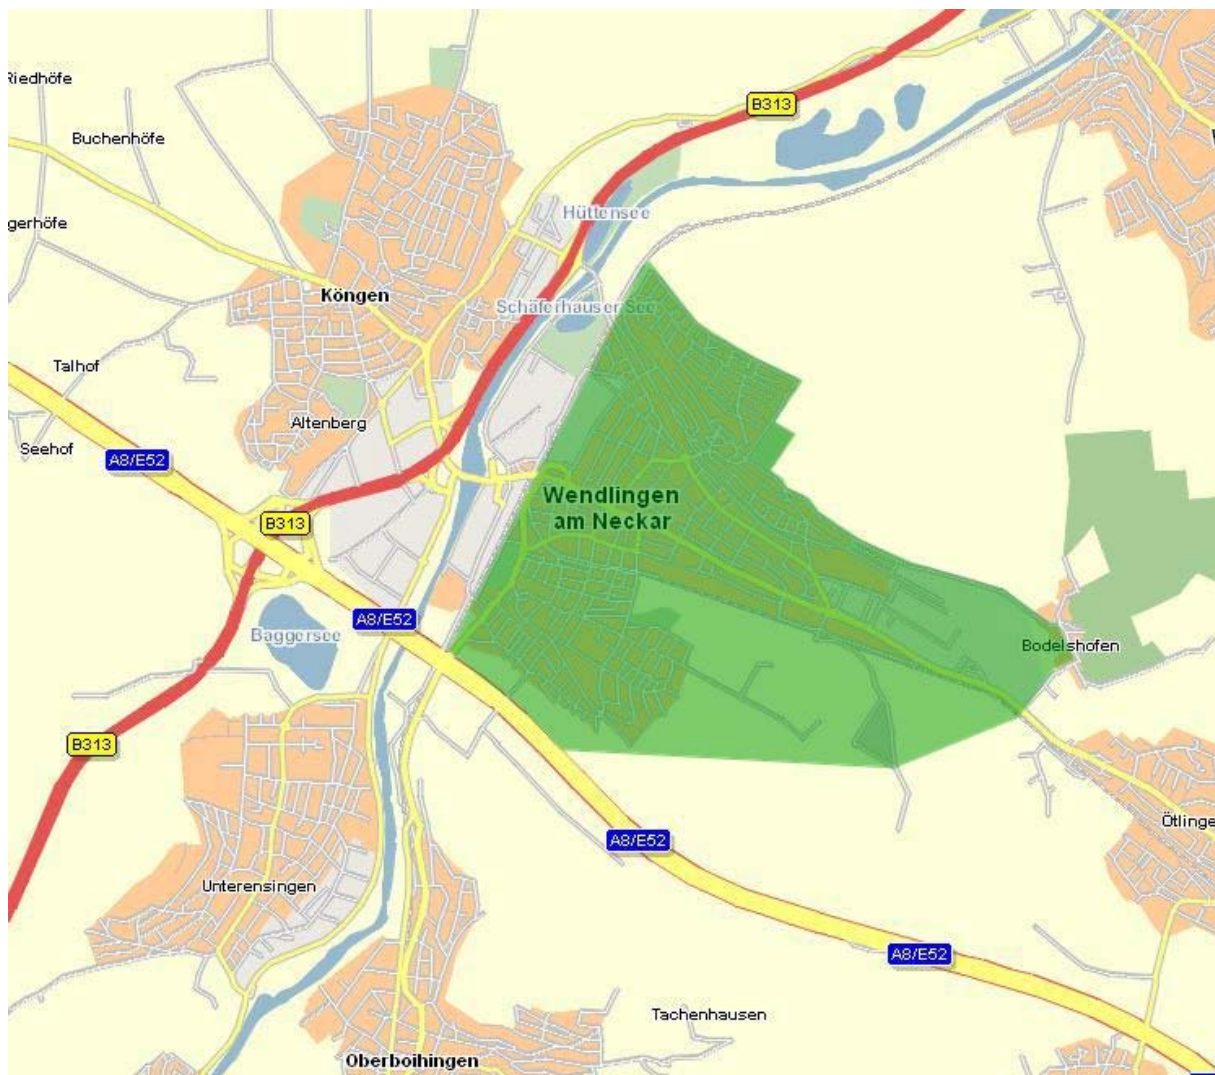 Riedhöfe
B313
Buchenhöfe
Hüttensee
gerhöfe
Köngen
Schäferhauser See
Talhof
Altenberg
Seehof
A8/E52
Wendlingen
am Neckar
B313
A8/E52
Baggersee
Bodelshofen
B313
Ötlinge
A8/E52
Unterensingen
A8/E52
Tachenhausen
Oberboihingen